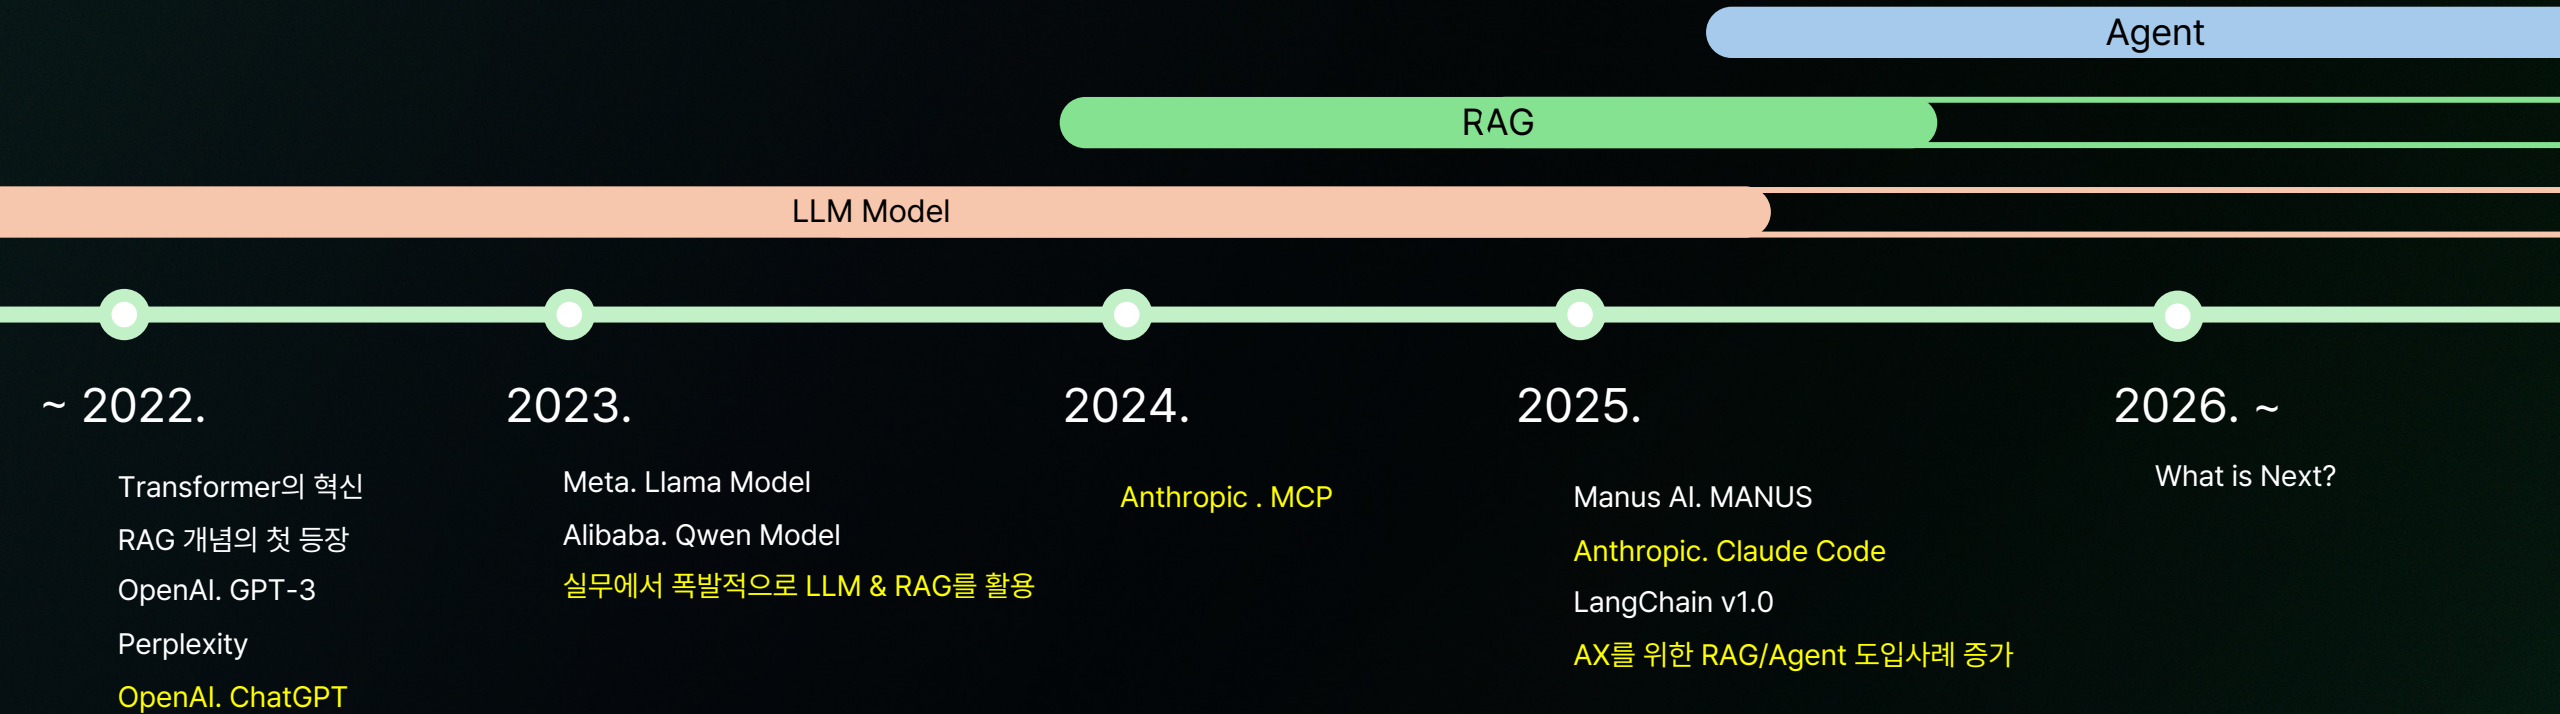 Agent
RAG
LLM Model
~ 2022.
Transformer의 혁신
RAG 개념의 첫 등장
OpenAI. GPT-3
Perplexity
OpenAI. ChatGPT
2023.
Meta. Llama Model
Alibaba. Qwen Model
실무에서 폭발적으로 LLM & RAG를 활용
2024.
Anthropic . MCP
2025.
Manus AI. MANUS
Anthropic. Claude Code
LangChain v1.0
AX를 위한 RAG/Agent 도입사례 증가
2026. ~
What is Next?